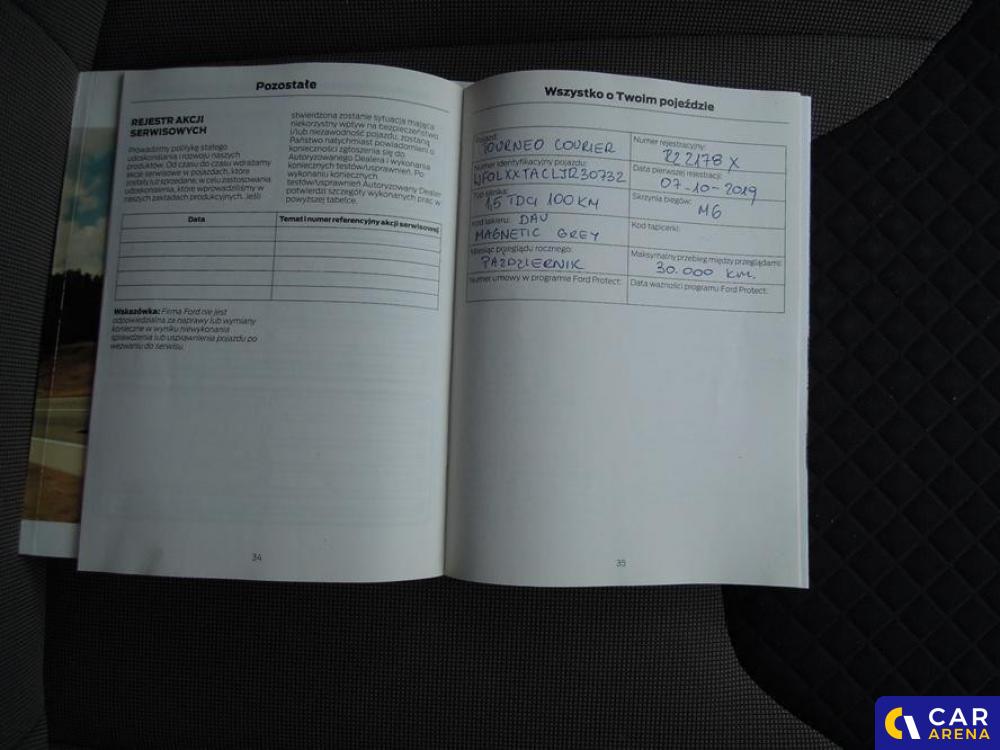 Pozostałe
REJESTR AKCJI
SERWISOWYCH
Prowadzimy politykę stałego
udoskonalania i rozwoju naszych
produktów. Od czasu do czasu wdrażamy
akcje serwisowe w pojazdach, które
zostały już sprzedane, w celu zastosowania
udoskonalenia, które wprowadziliśmy w
naszych zakładach produkcyjnych. Jeśli
stwierdzona zostanie sytuacja mająca
niekorzystny wpływ na bezpieczeństwo
i/lub niezawodność pojazdu, zostaną
Państwo natychmiast powiadomieni o
konieczności zgłoszenia się do
Autoryzowanego Dealera i wykonania
koniecznych testów/usprawnień. Po
wykonaniu koniecznych
testów/usprawnień Autoryzowany Dealer
potwierdzi szczegóły wykonanych prac w
powyższej tabelce.
Data Temat i numer referencyjny akcji serwisowej
Wskazówka: Firma Ford nie jest
odpowiedzialna za naprawy lub wymiany
konieczne w wyniku niewykonania
sprawdzenia lub usprawnienia pojazdu po
wezwaniu do serwisu.
34
Wszystko o Twoim pojeździe
Pojazd:
TOURNEO COURIER
Numer rejestracyjny:
RZ 2178 X
Numer identyfikacyjny pojazdu:
WF0LXXTACLJR30732
Data pierwszej rejestracji:
07-10-2019
Typ silnika:
1,5 TDCi 100 KM
Skrzynia biegów:
M6
Kod lakieru: DAU
MAGNETIC GREY
Kod tapicerki:
Miesiąc przeglądu rocznego:
PAŹDZIERNIK
Maksymalny przebieg między przeglądami:
30.000 KM.
Numer umowy w programie Ford Protect:
Data ważności programu Ford Protect:
35
CAR
ARENA